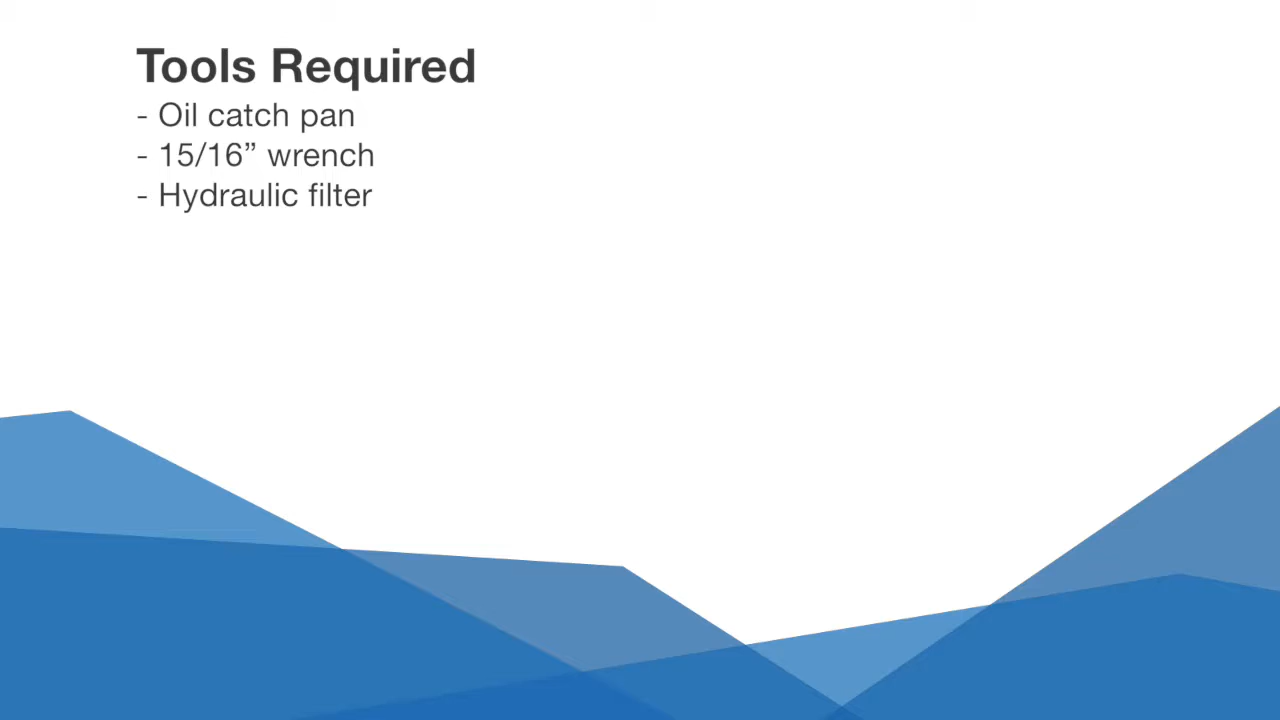 Tools Required
- Oil catch pan
- 15/16” wrench
- Hydraulic filter